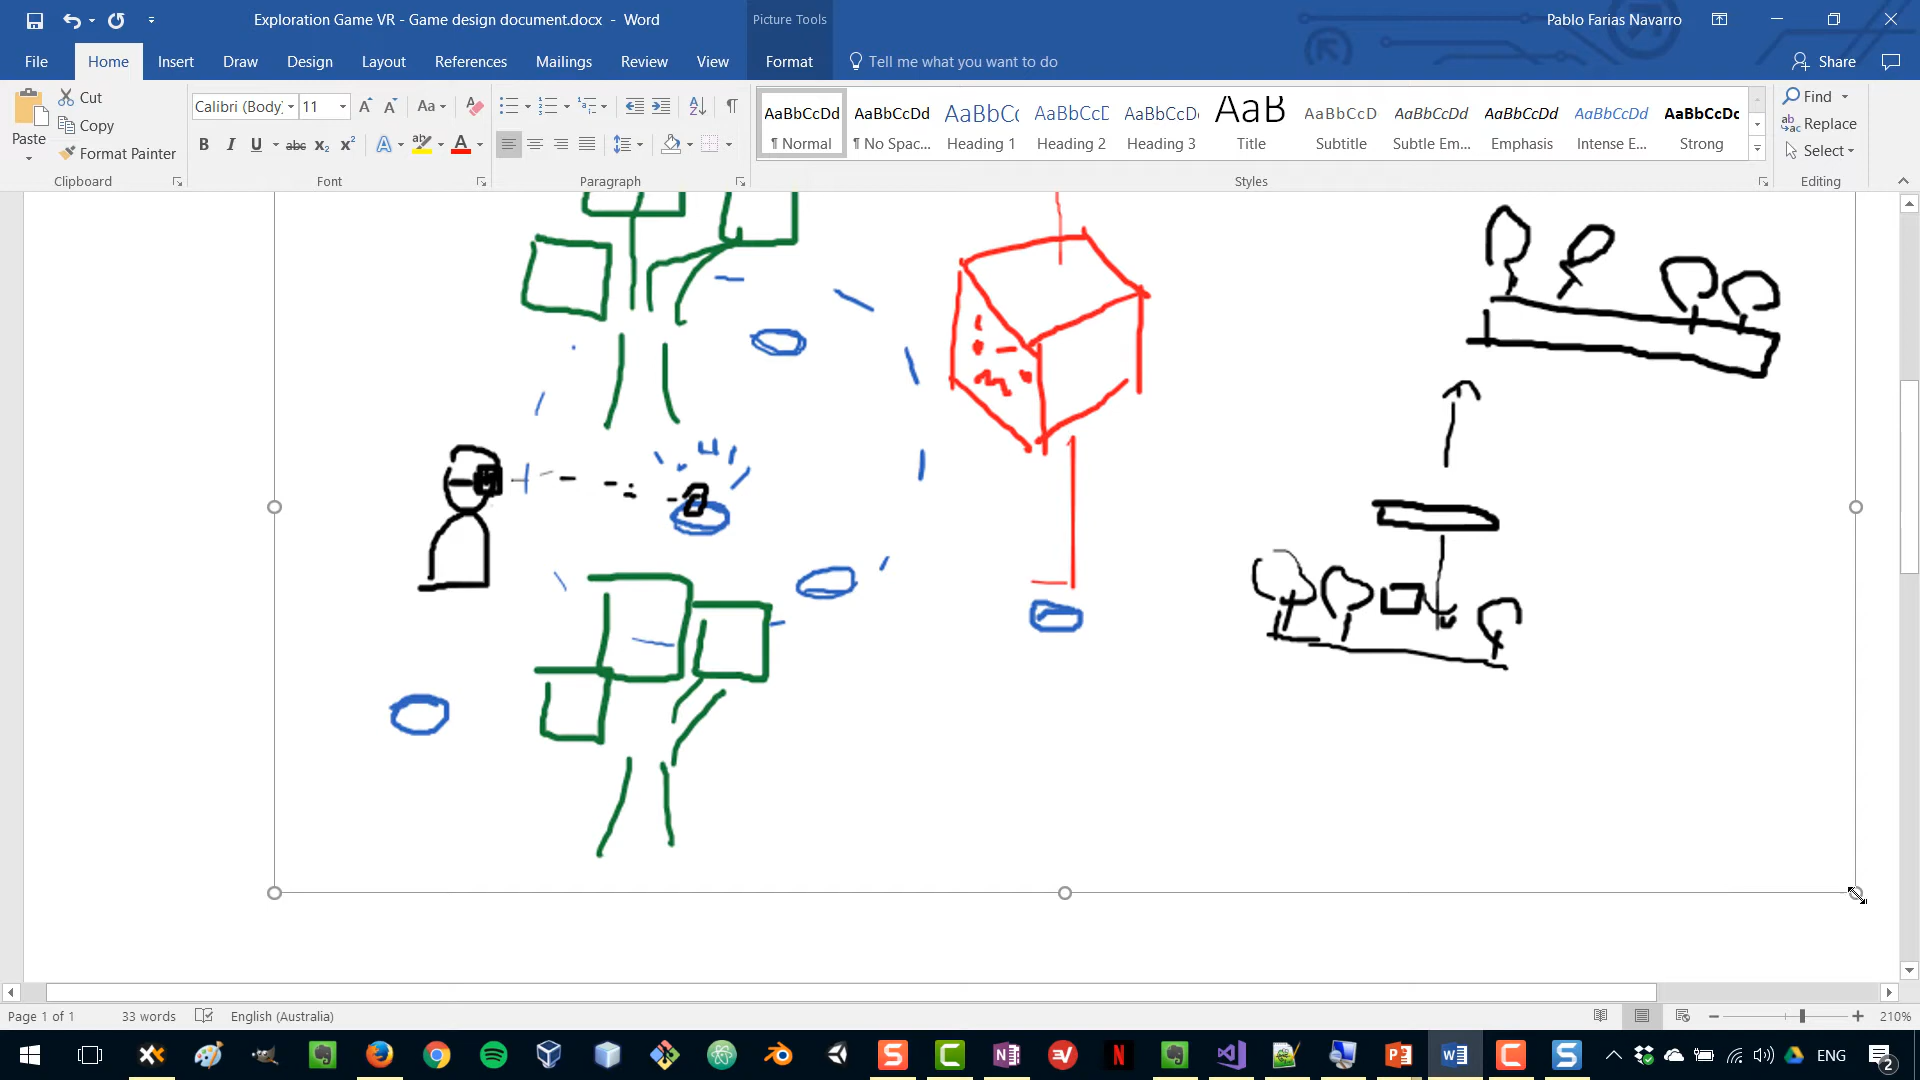 Exploration Game VR - Game design document.docx - Word
Picture Tools
Pablo Farias Navarro
File Home Insert Draw Design Layout References Mailings Review View Format Tell me what you want to do Share
Paste
Cut
Copy
Format Painter
Clipboard
Calibri (Body) 11
Font
Paragraph
AaBbCcDd AaBbCcDd AaBbCc AaBbCcD AaBbCcDd AaB AaBbCcD AaBbCcDd AaBbCcDd AaBbCcDd AaBbCcDc
¶ Normal ¶ No Spac... Heading 1 Heading 2 Heading 3 Title Subtitle Subtle Em... Emphasis Intense E... Strong
Styles
Find
Replace
Select
Editing
Page 1 of 1 33 words English (Australia) 210%
ENG
2